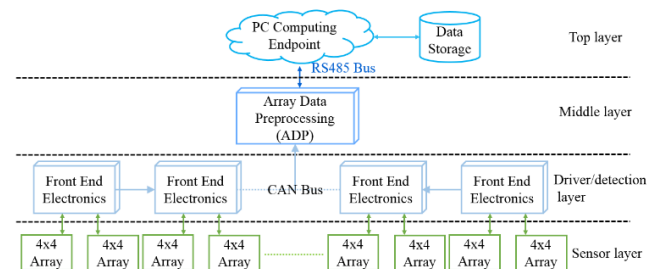 PC Computing
Endpoint
Data
Storage
Top layer
RS485 Bus
Array Data
Preprocessing
(ADP)
Middle layer
Front End
Electronics
Front End
Electronics
CAN Bus
Front End
Electronics
Front End
Electronics
Driver/detection
layer
4x4
Array
4x4
Array
4x4
Array
4x4
Array
4x4
Array
4x4
Array
4x4
Array
4x4
Array
Sensor layer